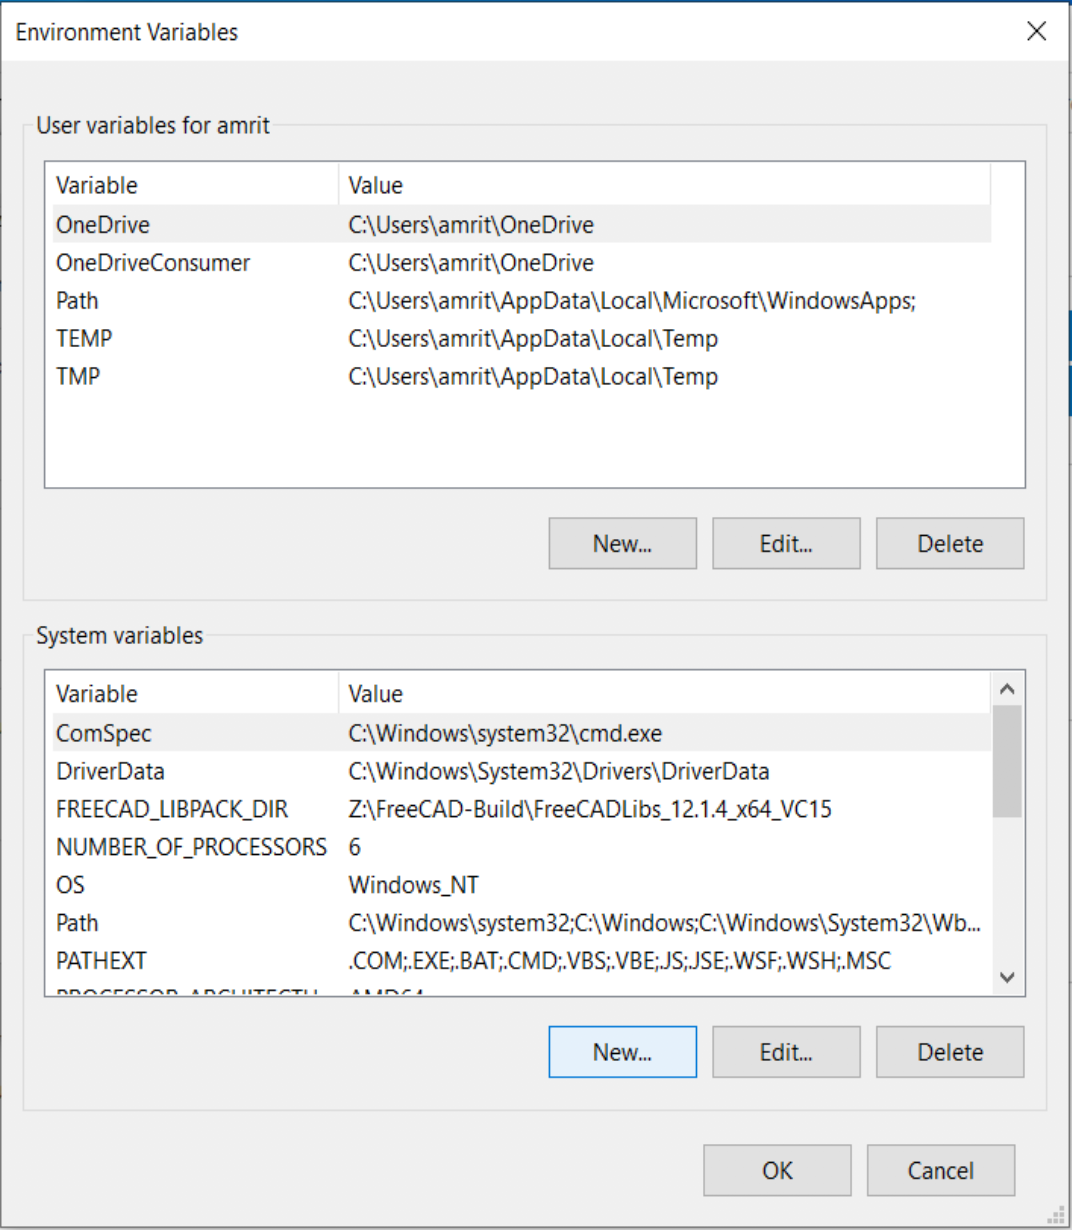 Environment Variables
User variables for amrit
Variable Value
OneDrive C:\Users\amrit\OneDrive
OneDriveConsumer C:\Users\amrit\OneDrive
Path C:\Users\amrit\AppData\Local\Microsoft\WindowsApps;
TEMP C:\Users\amrit\AppData\Local\Temp
TMP C:\Users\amrit\AppData\Local\Temp
New... Edit... Delete
System variables
Variable Value
ComSpec C:\Windows\system32\cmd.exe
DriverData C:\Windows\System32\Drivers\DriverData
FREECAD_LIBPACK_DIR Z:\FreeCAD-Build\FreeCADLibs_12.1.4_x64_VC15
NUMBER_OF_PROCESSORS 6
OS Windows_NT
Path C:\Windows\system32;C:\Windows;C:\Windows\System32\Wb...
PATHEXT .COM;.EXE;.BAT;.CMD;.VBS;.VBE;.JS;.JSE;.WSF;.WSH;.MSC
New... Edit... Delete
OK Cancel